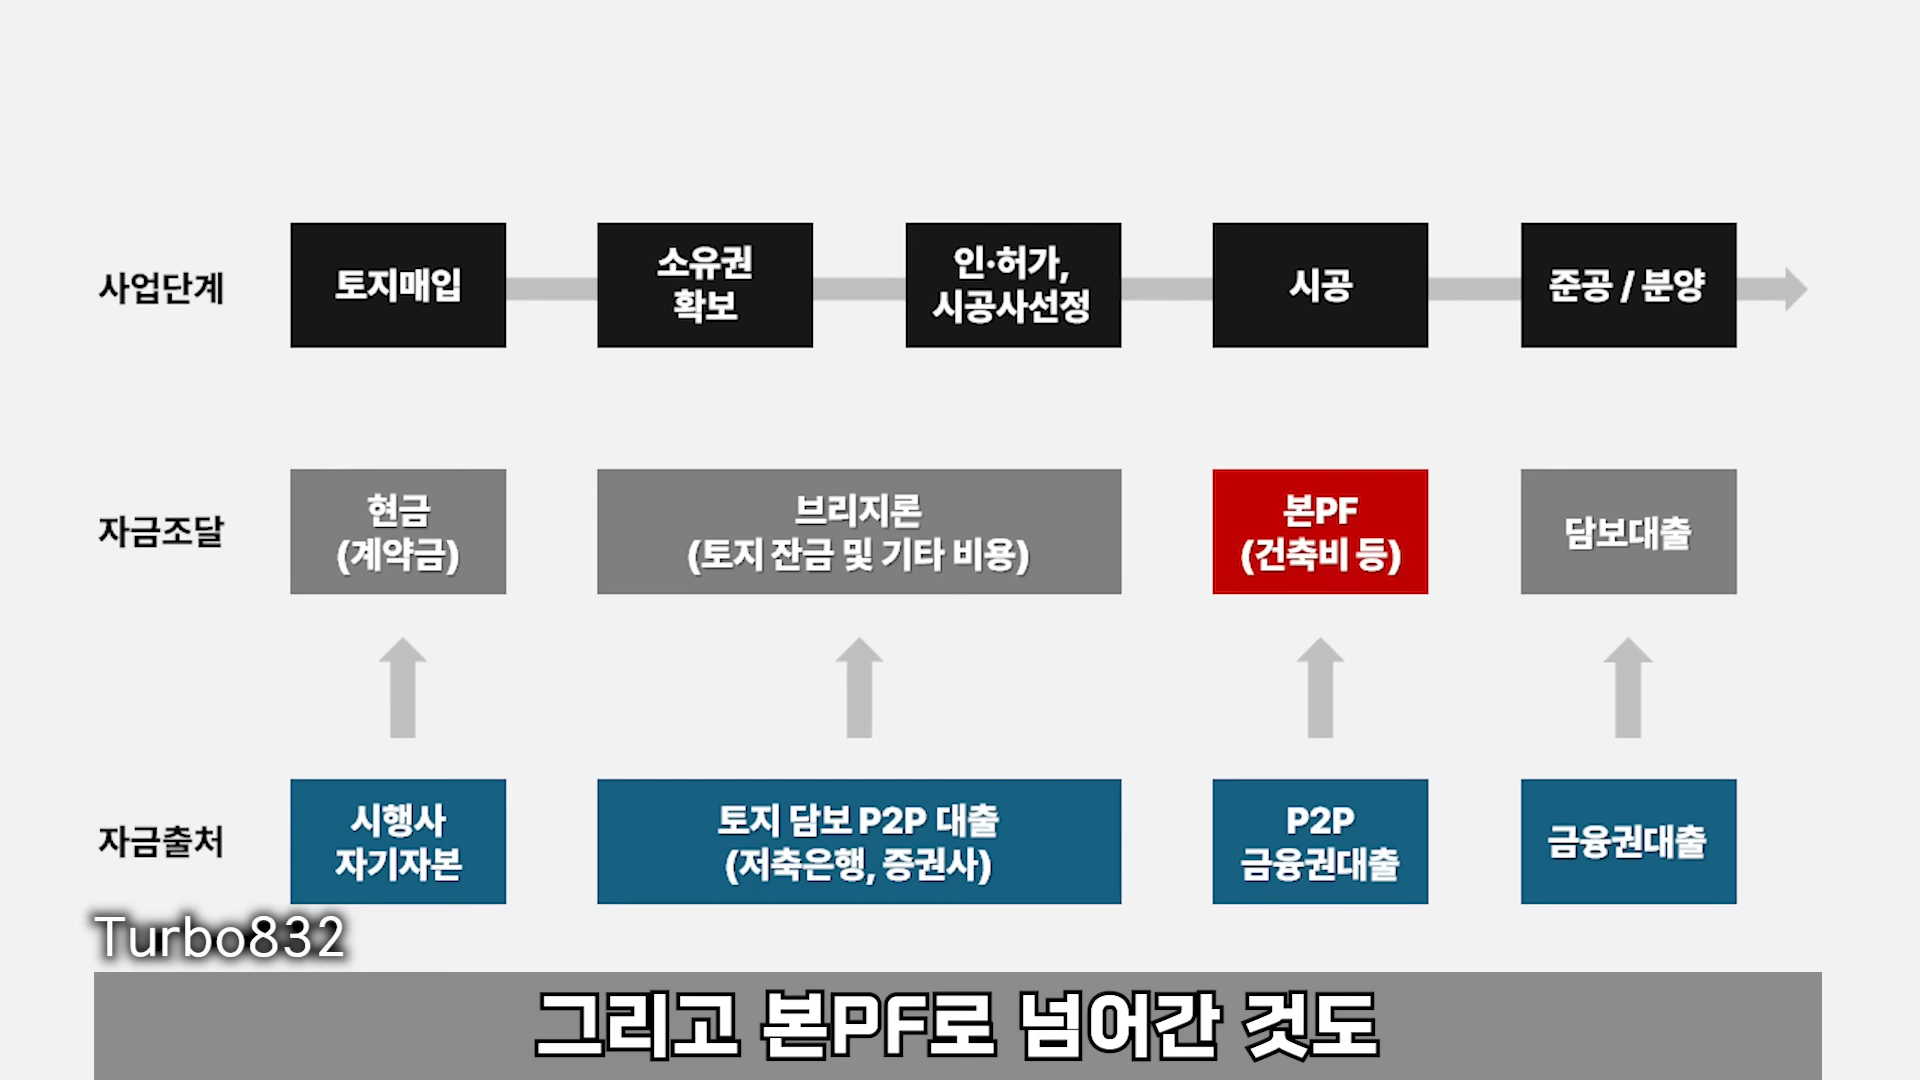 사업단계
토지매입
소유권
확보
인·허가,
시공사선정
시공
준공 / 분양
자금조달
현금
(계약금)
브리지론
(토지 잔금 및 기타 비용)
본PF
(건축비 등)
담보대출
자금출처
시행사
자기자본
토지 담보 P2P 대출
(저축은행, 증권사)
P2P
금융권대출
금융권대출
Turbo832
그리고 본PF로 넘어간 것도